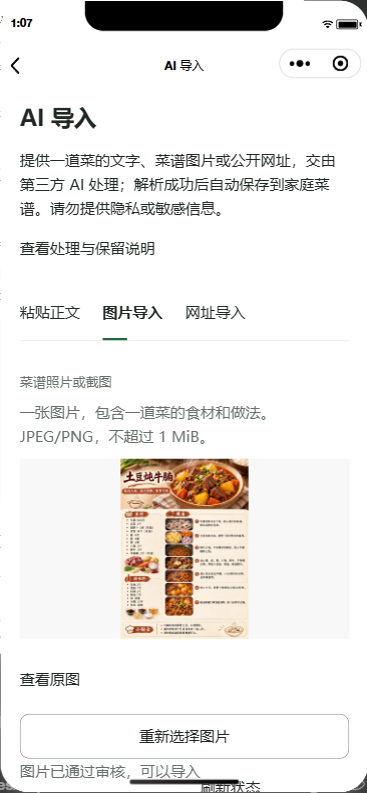 1:07
AI 导入
AI 导入
提供一道菜的文字、菜谱图片或公开网址，交由
第三方 AI 处理；解析成功后自动保存到家庭菜
谱。请勿提供隐私或敏感信息。
查看处理与保留说明
粘贴正文 图片导入 网址导入
菜谱照片或截图
一张图片，包含一道菜的食材和做法。
JPEG/PNG，不超过 1 MiB。
土豆炖牛腩
查看原图
重新选择图片
图片已通过审核，可以导入
刷新状态